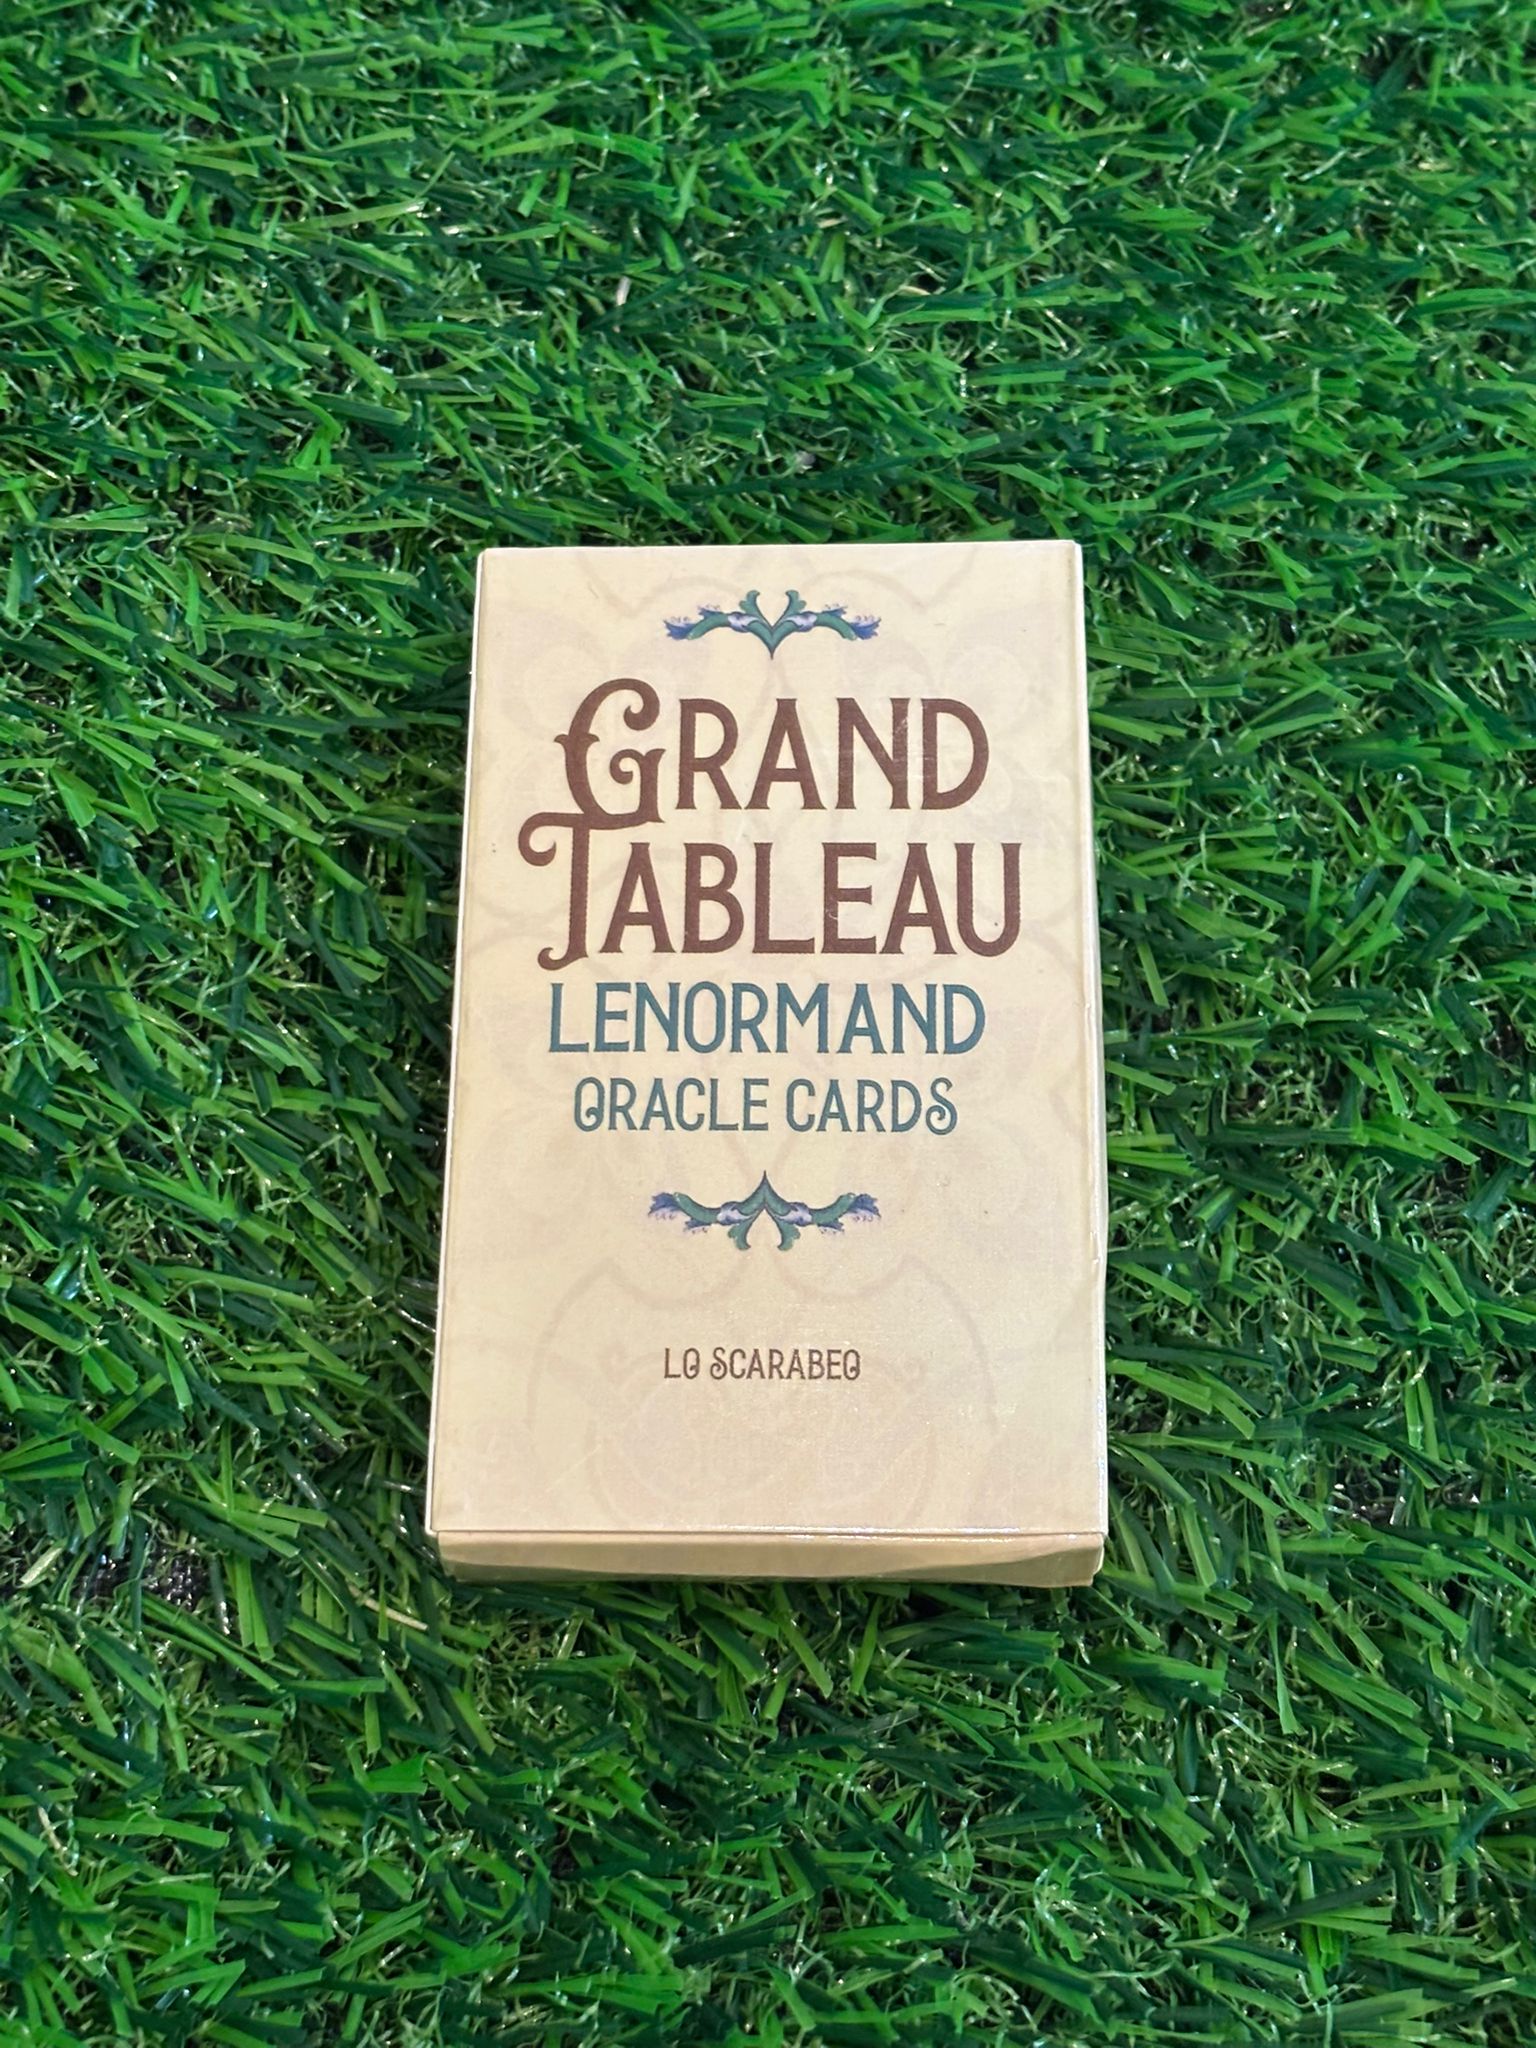 GRAND
TABLEAU
LENORMAND
ORACLE CARDS
LO SCARABEO